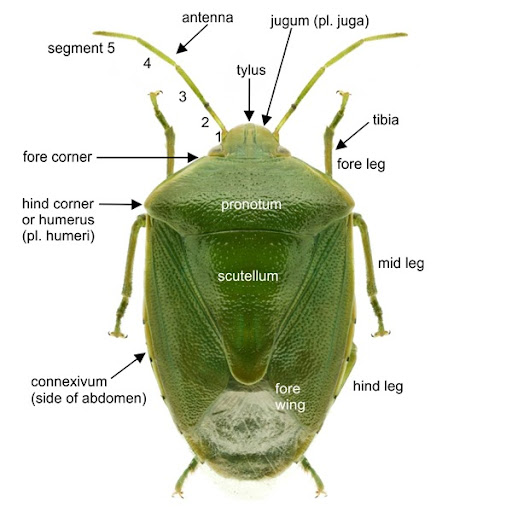 antenna
jugum (pl. juga)
segment 5
4
tylus
3
2
tibia
1
fore corner
fore leg
hind corner
or humerus
(pl. humeri)
pronotum
scutellum
mid leg
connexivum
(side of abdomen)
fore
wing
hind leg